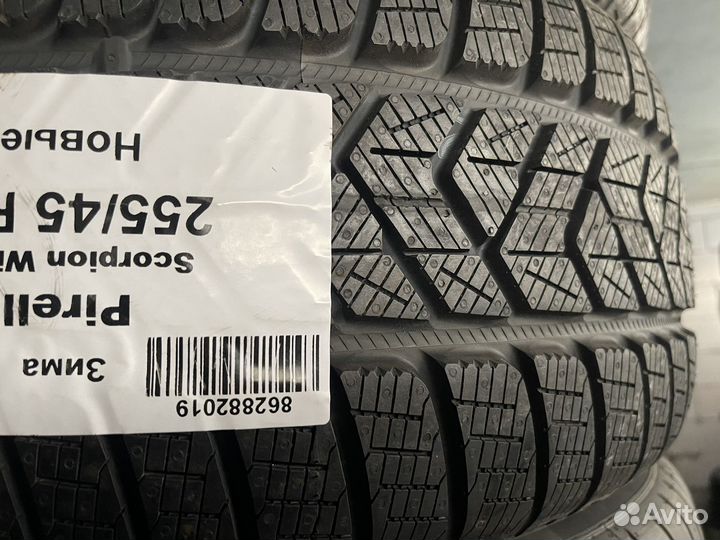 862882019
Зима
Pirell
Scorpion Wi
255/45 R
Новые
Avito